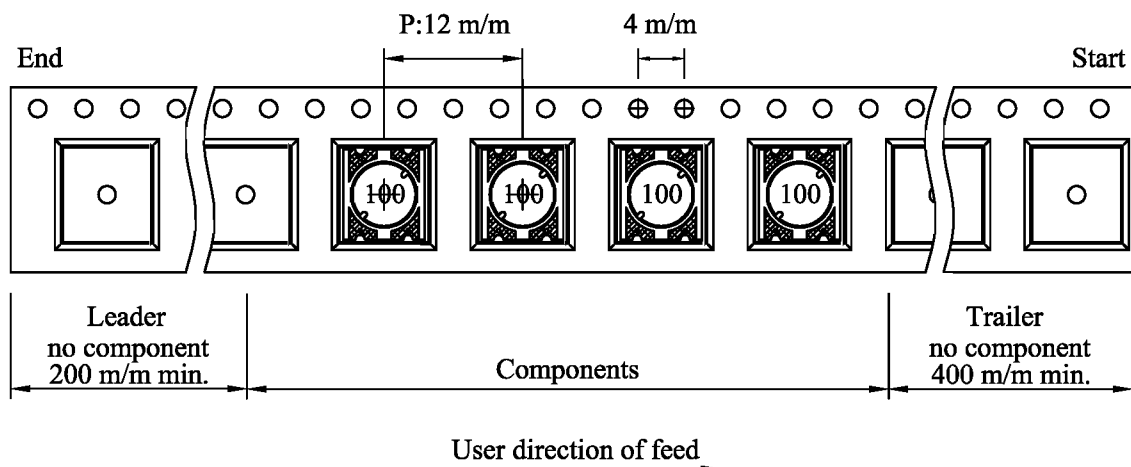 P:12 m/m
4 m/m
End
Start
100
100
100
100
Leader
no component
200 m/m min.
Components
Trailer
no component
400 m/m min.
User direction of feed